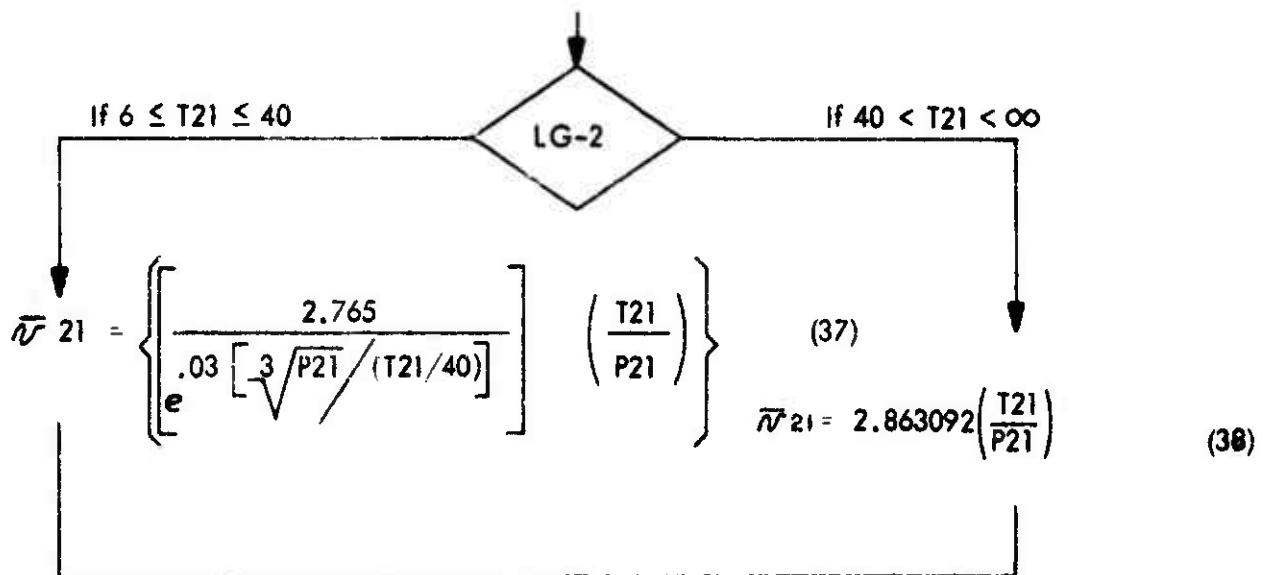 If 6 ≤ T21 ≤ 40
If 40 < T21 < ∞
LG-2
v̅ 21 = { [ 2.765 / e^.03 [ ∛P21 / (T21/40) ] ] ( T21 / P21 ) } (37)
v̅ 21 = 2.863092 ( T21 / P21 ) (38)